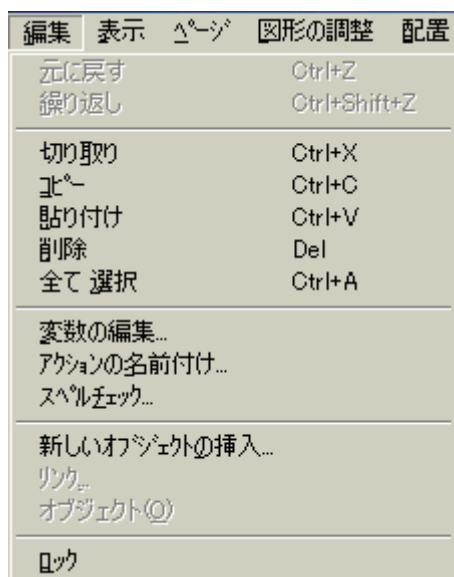 編集 表示 ﾍﾟｰｼﾞ 図形の調整 配置
元に戻す Ctrl+Z
繰り返し Ctrl+Shift+Z
切り取り Ctrl+X
ｺﾋﾟｰ Ctrl+C
貼り付け Ctrl+V
削除 Del
全て 選択 Ctrl+A
変数の編集...
ｱｸｼｮﾝの名前付け...
ｽﾍﾟﾙﾁｪｯｸ...
新しいｵﾌﾞｼﾞｪｸﾄの挿入...
ﾘﾝｸ...
オブジェクト(O)
ﾛｯｸ